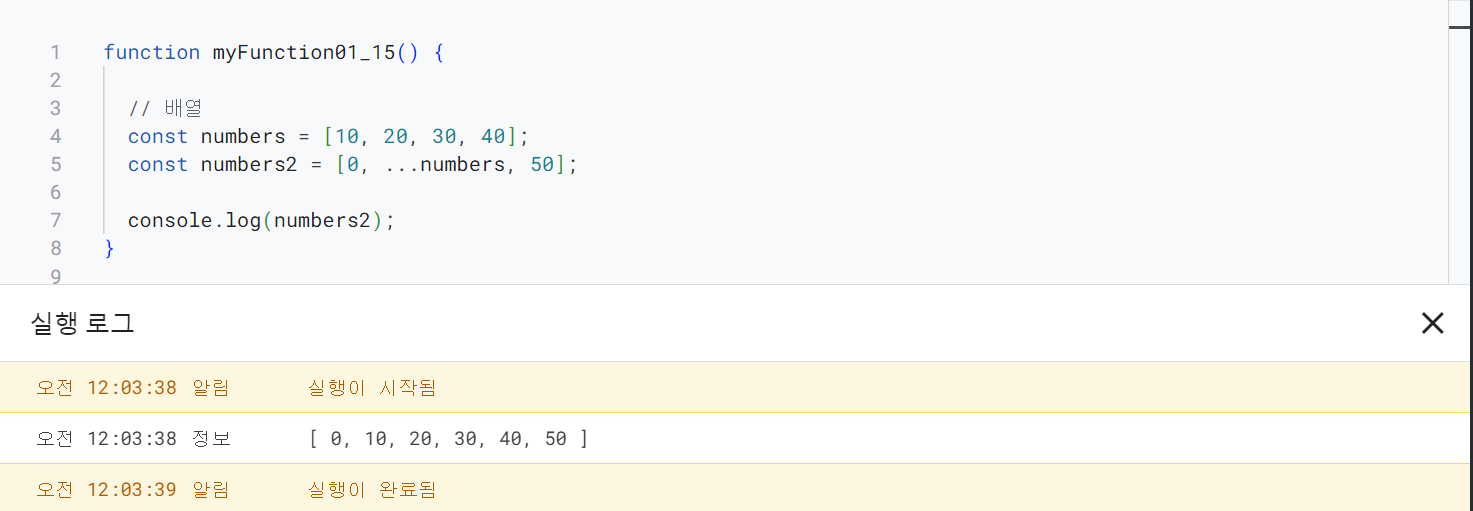 1 function myFunction01_15() {
2
3 // 배열
4 const numbers = [10, 20, 30, 40];
5 const numbers2 = [0, ...numbers, 50];
6
7 console.log(numbers2);
8 }
9
실행 로그
오전 12:03:38 알림 실행이 시작됨
오전 12:03:38 정보 [ 0, 10, 20, 30, 40, 50 ]
오전 12:03:39 알림 실행이 완료됨